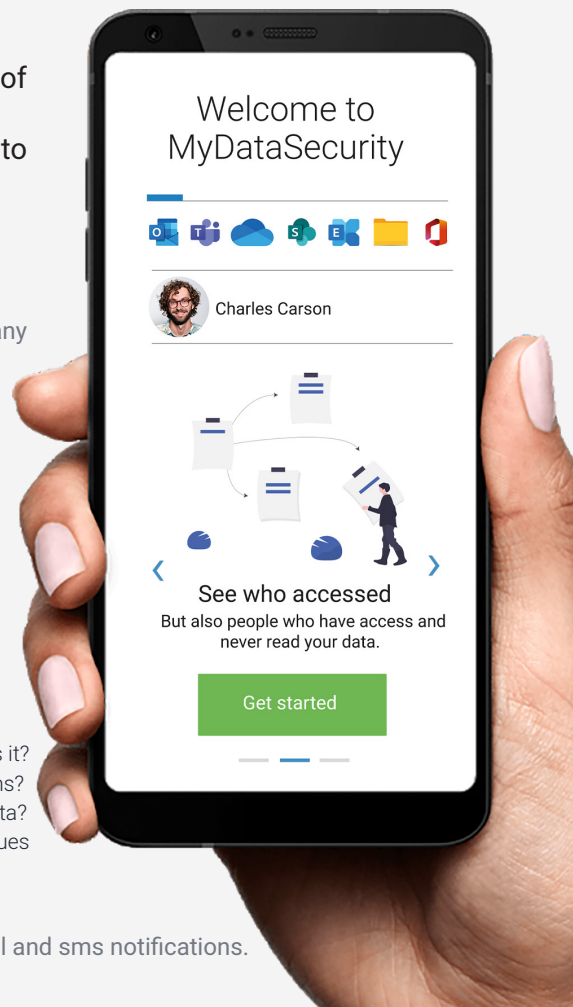 of
to
any
Welcome to
MyDataSecurity
O
T
S
E
Charles Carson
See who accessed
But also people who have access and
never read your data.
Get started
it?
ns?
ta?
ues
l and sms notifications.